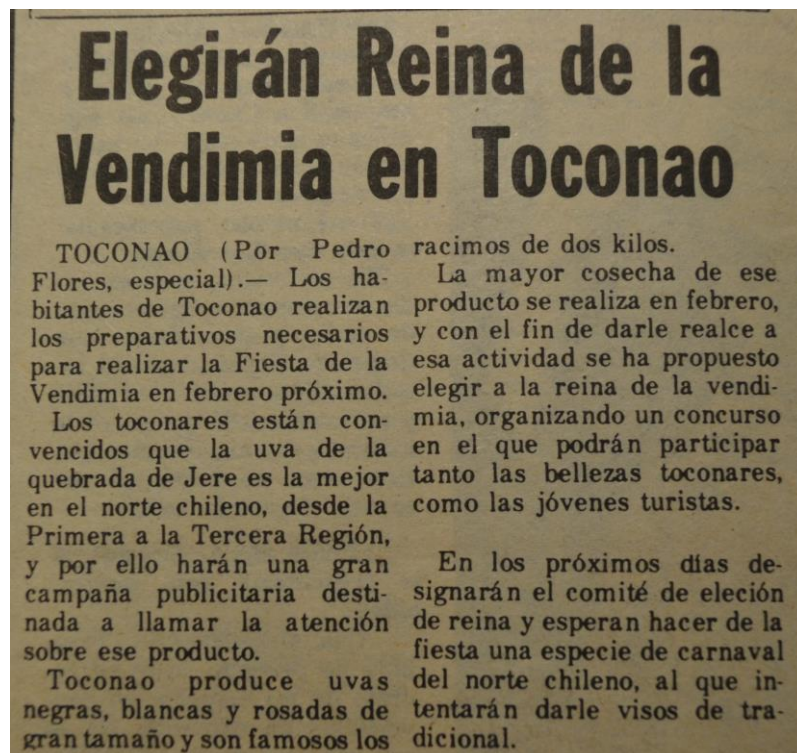 Elegirán Reina de la
Vendimia en Toconao
TOCONAO (Por Pedro
Flores, especial).— Los ha-
bitantes de Toconao realizan
los preparativos necesarios
para realizar la Fiesta de la
Vendimia en febrero próximo.
Los toconares están con-
vencidos que la uva de la
quebrada de Jere es la mejor
en el norte chileno, desde la
Primera a la Tercera Región,
y por ello harán una gran
campaña publicitaria desti-
nada a llamar la atención
sobre ese producto.
Toconao produce uvas
negras, blancas y rosadas de
gran tamaño y son famosos los
racimos de dos kilos.
La mayor cosecha de ese
producto se realiza en febrero,
y con el fin de darle realce a
esa actividad se ha propuesto
elegir a la reina de la vendi-
mia, organizando un concurso
en el que podrán participar
tanto las bellezas toconares,
como las jóvenes turistas.
En los próximos días de-
signarán el comité de eleción
de reina y esperan hacer de la
fiesta una especie de carnaval
del norte chileno, al que in-
tentarán darle visos de tra-
dicional.